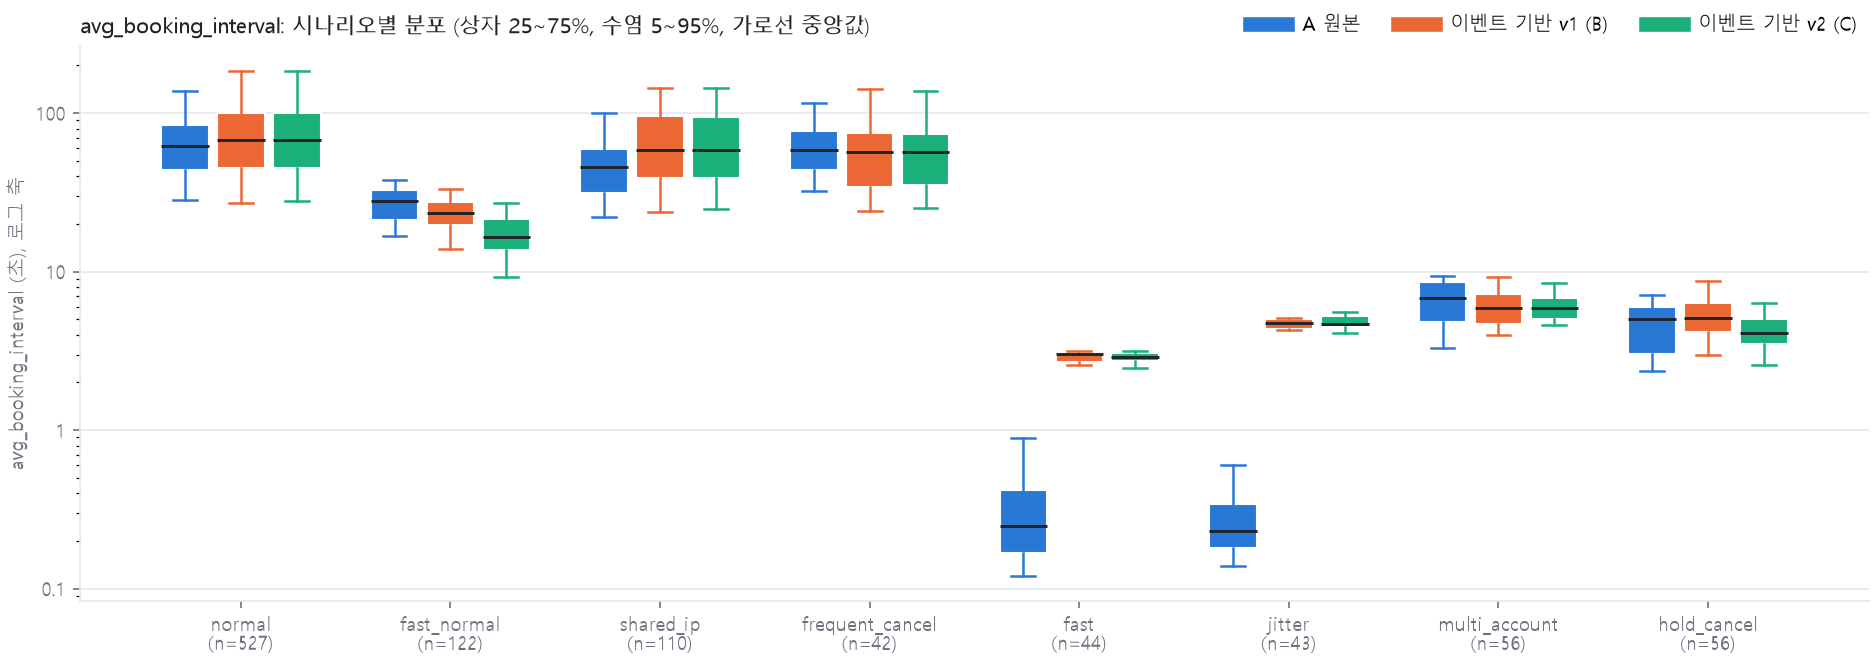 avg_booking_interval: 시나리오별 분포 (상자 25~75%, 수염 5~95%, 가로선 중앙값)
A 원본
이벤트 기반 v1 (B)
이벤트 기반 v2 (C)
avg_booking_interval (초), 로그 축
100
10
1
0.1
normal
(n=527)
fast_normal
(n=122)
shared_ip
(n=110)
frequent_cancel
(n=42)
fast
(n=44)
jitter
(n=43)
multi_account
(n=56)
hold_cancel
(n=56)